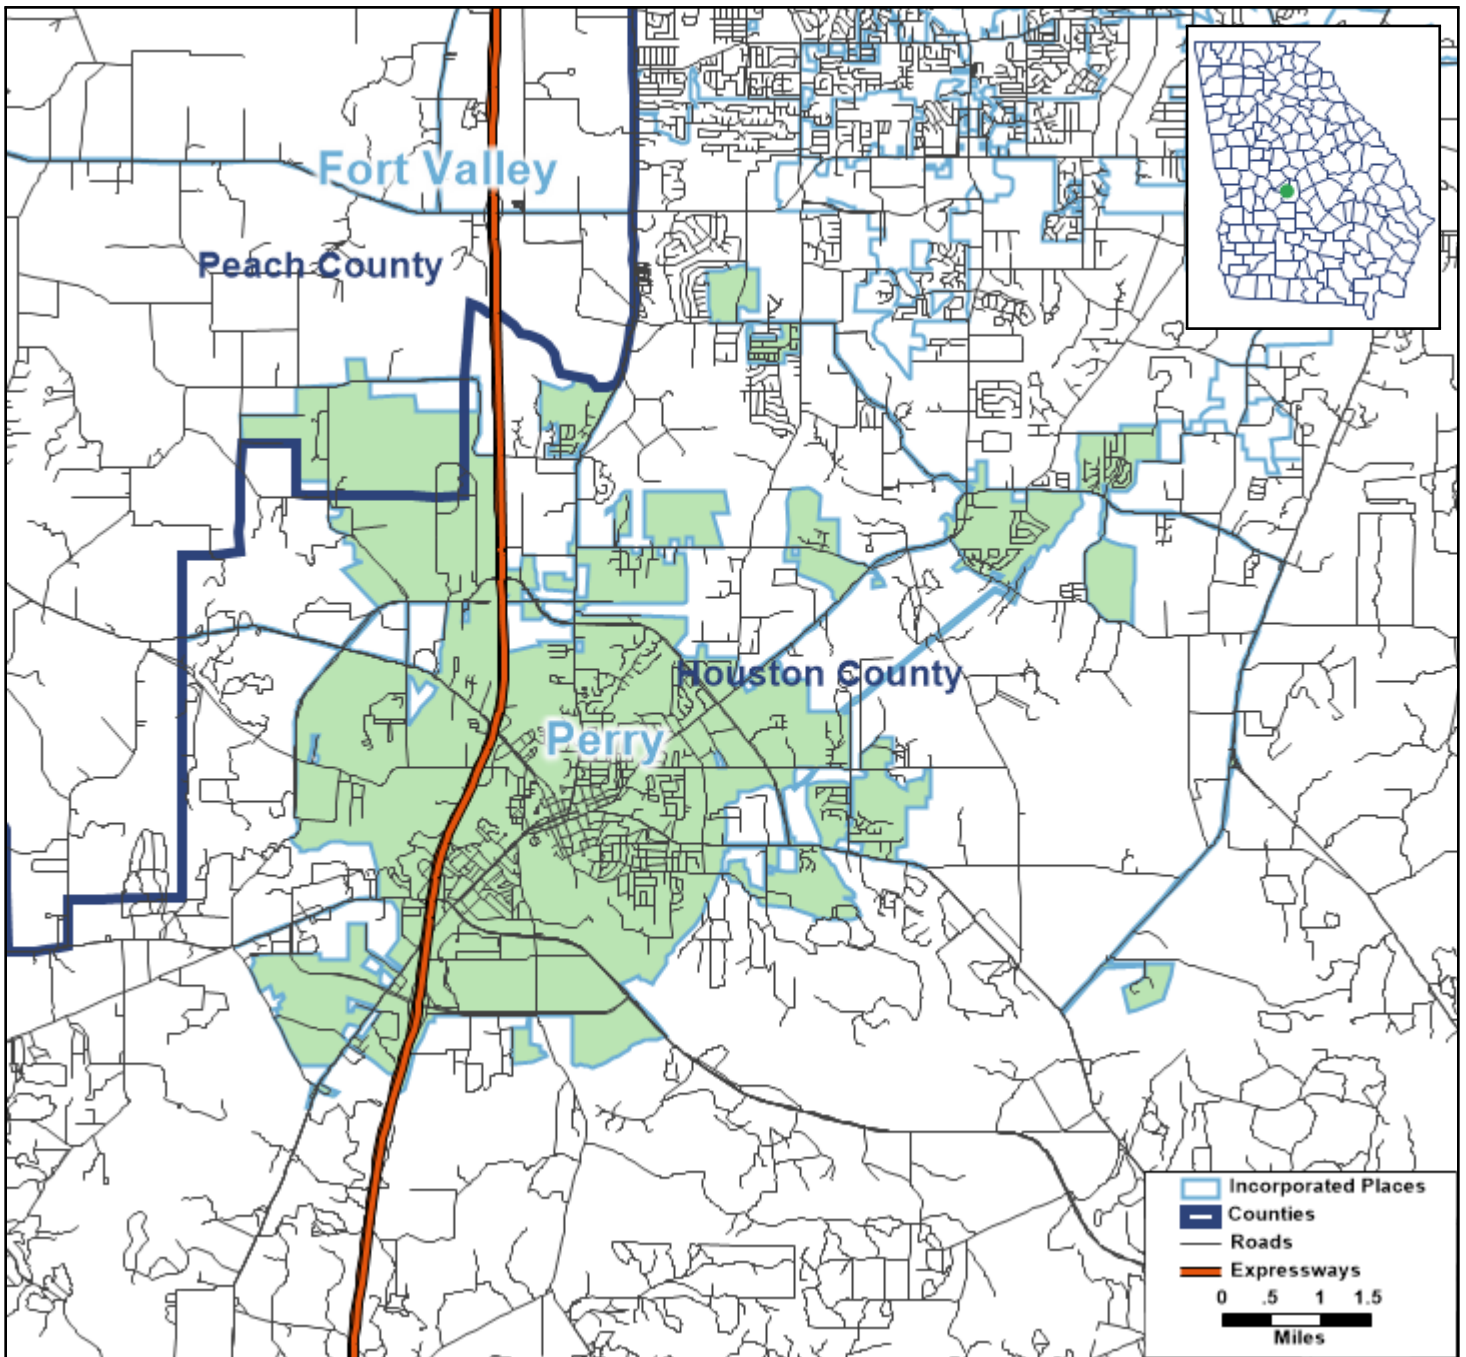 Fort Valley
Peach County
Houston County
Perry
Incorporated Places
Counties
Roads
Expressways
0 .5 1 1.5
Miles